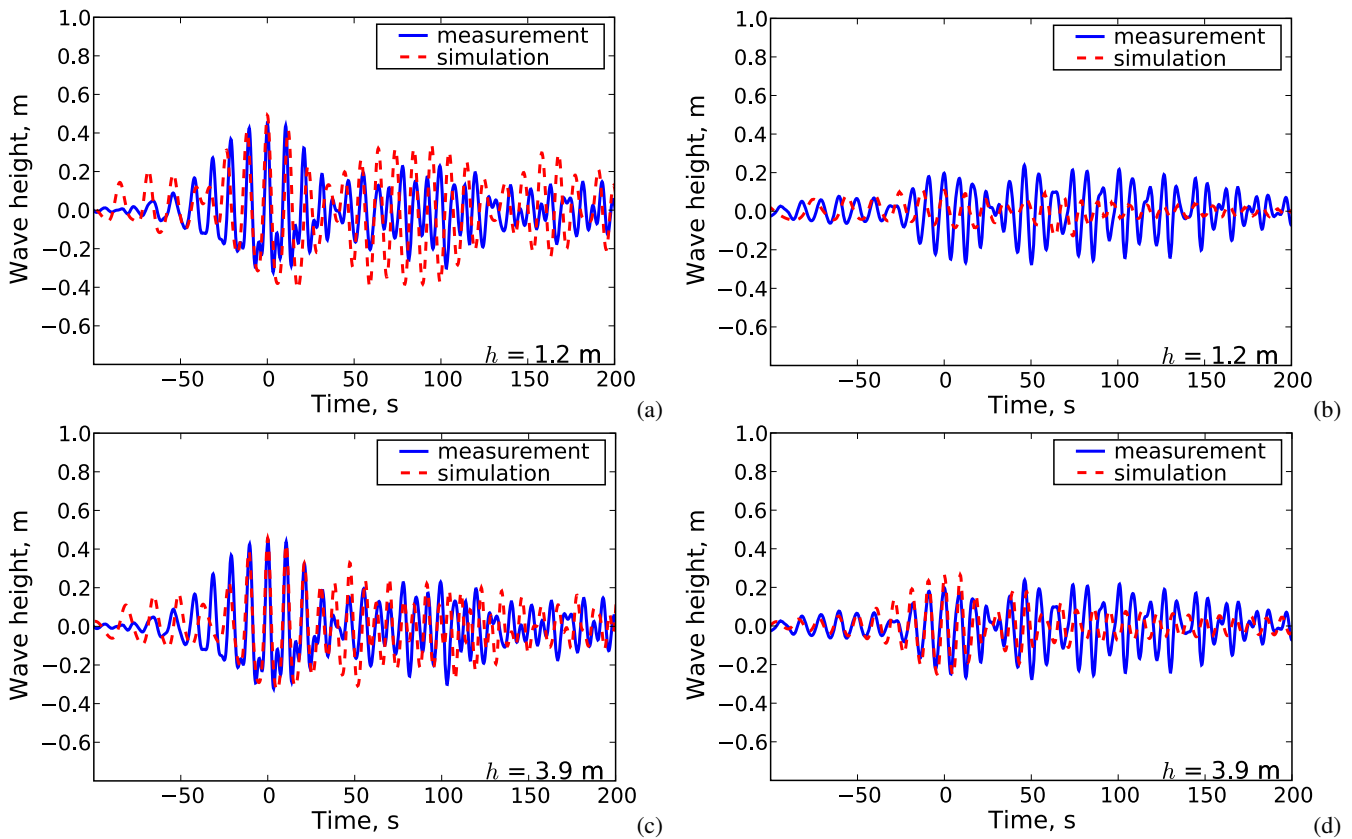 1.0
0.8
0.6
0.4
0.2
0.0
−0.2
−0.4
−0.6
Wave height, m
measurement
simulation
h = 1.2 m
−50 0 50 100 150 200
Time, s
(a)
1.0
0.8
0.6
0.4
0.2
0.0
−0.2
−0.4
−0.6
Wave height, m
measurement
simulation
h = 1.2 m
−50 0 50 100 150 200
Time, s
(b)
1.0
0.8
0.6
0.4
0.2
0.0
−0.2
−0.4
−0.6
Wave height, m
measurement
simulation
h = 3.9 m
−50 0 50 100 150 200
Time, s
(c)
1.0
0.8
0.6
0.4
0.2
0.0
−0.2
−0.4
−0.6
Wave height, m
measurement
simulation
h = 3.9 m
−50 0 50 100 150 200
Time, s
(d)